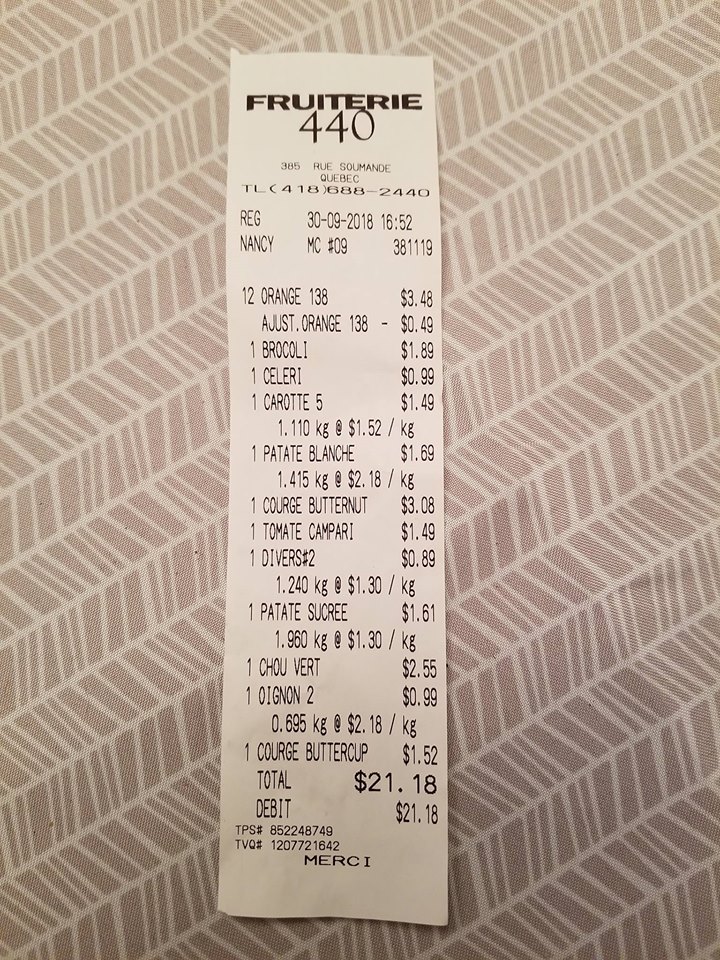 FRUITERIE
440
385 RUE SOUMANDE
QUEBEC
TL(418)688-2440
REG 30-09-2018 16:52
NANCY MC #09 381119
12 ORANGE 138 $3.48
AJUST.ORANGE 138 - $0.49
1 BROCOLI $1.89
1 CELERI $0.99
1 CAROTTE 5 $1.49
1.110 kg @ $1.52 / kg
1 PATATE BLANCHE $1.69
1.415 kg @ $2.18 / kg
1 COURGE BUTTERNUT $3.08
1 TOMATE CAMPARI $1.49
1 DIVERS#2 $0.89
1.240 kg @ $1.30 / kg
1 PATATE SUCREE $1.61
1.960 kg @ $1.30 / kg
1 CHOU VERT $2.55
1 OIGNON 2 $0.99
0.695 kg @ $2.18 / kg
1 COURGE BUTTERCUP $1.52
TOTAL $21.18
DEBIT $21.18
TPS# 852248749
TVQ# 1207721642
MERCI